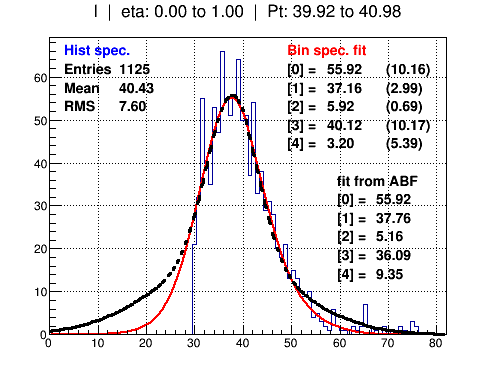 I | eta: 0.00 to 1.00 | Pt: 39.92 to 40.98
Hist spec.
Entries 1125
Mean 40.43
RMS 7.60
Bin spec. fit
[0] = 55.92 (10.16)
[1] = 37.16 (2.99)
[2] = 5.92 (0.69)
[3] = 40.12 (10.17)
[4] = 3.20 (5.39)
fit from ABF
[0] = 55.92
[1] = 37.76
[2] = 5.16
[3] = 36.09
[4] = 9.35
60
50
40
30
20
10
0
0 10 20 30 40 50 60 70 80